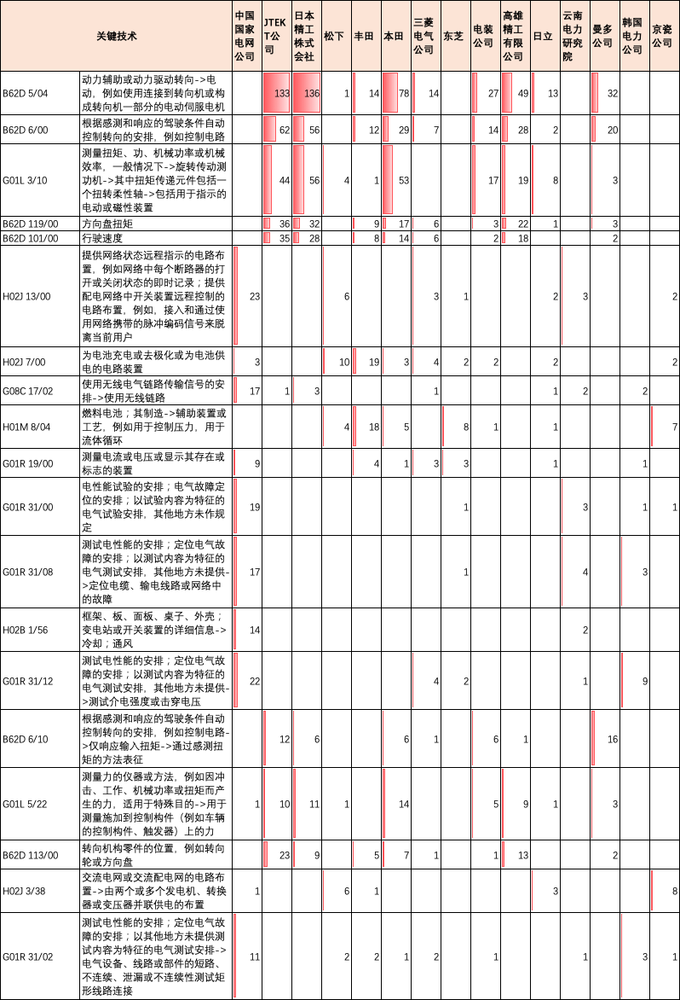 关键技术
中国国家电网公司
JTEKT公司
日本精工株式会社
松下
丰田
本田
三菱电气公司
东芝
电装公司
高雄精工有限公司
日立
云南电力研究院
曼多公司
韩国电力公司
京瓷公司
B62D 5/04
动力辅助或动力驱动转向->电
动，例如使用连接到转向机或构
成转向机一部分的电动伺服电机
133 136 1 14 78 14 27 49 13 32
B62D 6/00
根据感测和响应的驾驶条件自动
控制转向的安排，例如控制电路
62 56 12 29 7 14 28 2 20
G01L 3/10
测量扭矩、功、机械功率或机械
效率，一般情况下->旋转传动测
功机->其中扭矩传递元件包括一
个扭转柔性轴->包括用于指示的
电动或磁性装置
44 56 4 1 53 17 19 8 3
B62D 119/00 方向盘扭矩 36 32 9 17 6 3 22 1 3
B62D 101/00 行驶速度 35 28 8 14 6 2 18 2
H02J 13/00
提供网络状态远程指示的电路布
置，例如网络中每个断路器的打
开或关闭状态的即时记录；提供
配电网络中开关装置远程控制的
电路布置，例如，接入和通过使
用网络携带的脉冲编码信号来脱
离当前用户
23 6 3 1 2 3 2
H02J 7/00
为电池充电或去极化或为电池供
电的电路装置
3 10 19 3 4 2 2 2 2
G08C 17/02
使用无线电气链路传输信号的安
排->使用无线链路
17 1 3 1 1 2 2
H01M 8/04
燃料电池；其制造->辅助装置或
工艺，例如用于控制压力，用于
流体循环
4 18 5 8 1 1 7
G01R 19/00
测量电流或电压或显示其存在或
标志的装置
9 4 1 3 3 1 1
G01R 31/00
电性能试验的安排；电气故障定
位的安排；以试验内容为特征的
电气试验安排，其他地方未作规
定
19 1 3 1 1
G01R 31/08
测试电性能的安排；定位电气故
障的安排；以测试内容为特征的
电气测试安排，其他地方未提供-
>定位电缆、输电线路或网络中
的故障
17 1 4 3
H02B 1/56
框架、板、面板、桌子、外壳；
变电站或开关装置的详细信息->
冷却；通风
14 2
G01R 31/12
测试电性能的安排；定位电气故
障的安排；以测试内容为特征的
电气测试安排，其他地方未提供-
>测试介电强度或击穿电压
22 4 2 1 9
B62D 6/10
根据感测和响应的驾驶条件自动
控制转向的安排，例如控制电路-
>仅响应输入扭矩->通过感测扭
矩的方法表征
12 6 6 1 6 1 16
G01L 5/22
测量力的仪器或方法，例如因冲
击、工作、机械功率或扭矩而产
生的力，适用于特殊目的->用于
测量施加到控制构件（例如车辆
的控制构件、触发器）上的力
1 10 11 1 14 5 9 1 3
B62D 113/00
转向机构零件的位置，例如转向
轮或方向盘
23 9 5 7 1 1 13 2
H02J 3/38
交流电网或交流配电网的电路布
置->由两个或多个发电机、转换
器或变压器并联供电的布置
1 6 1 3 8
G01R 31/02
测试电性能的安排；定位电气故
障的安排；以其他地方未提供测
试内容为特征的电气测试安排->
电气设备、线路或部件的短路、
不连续、泄漏或不连续性测试矩
形线路连接
11 2 2 1 2 1 1 3 1